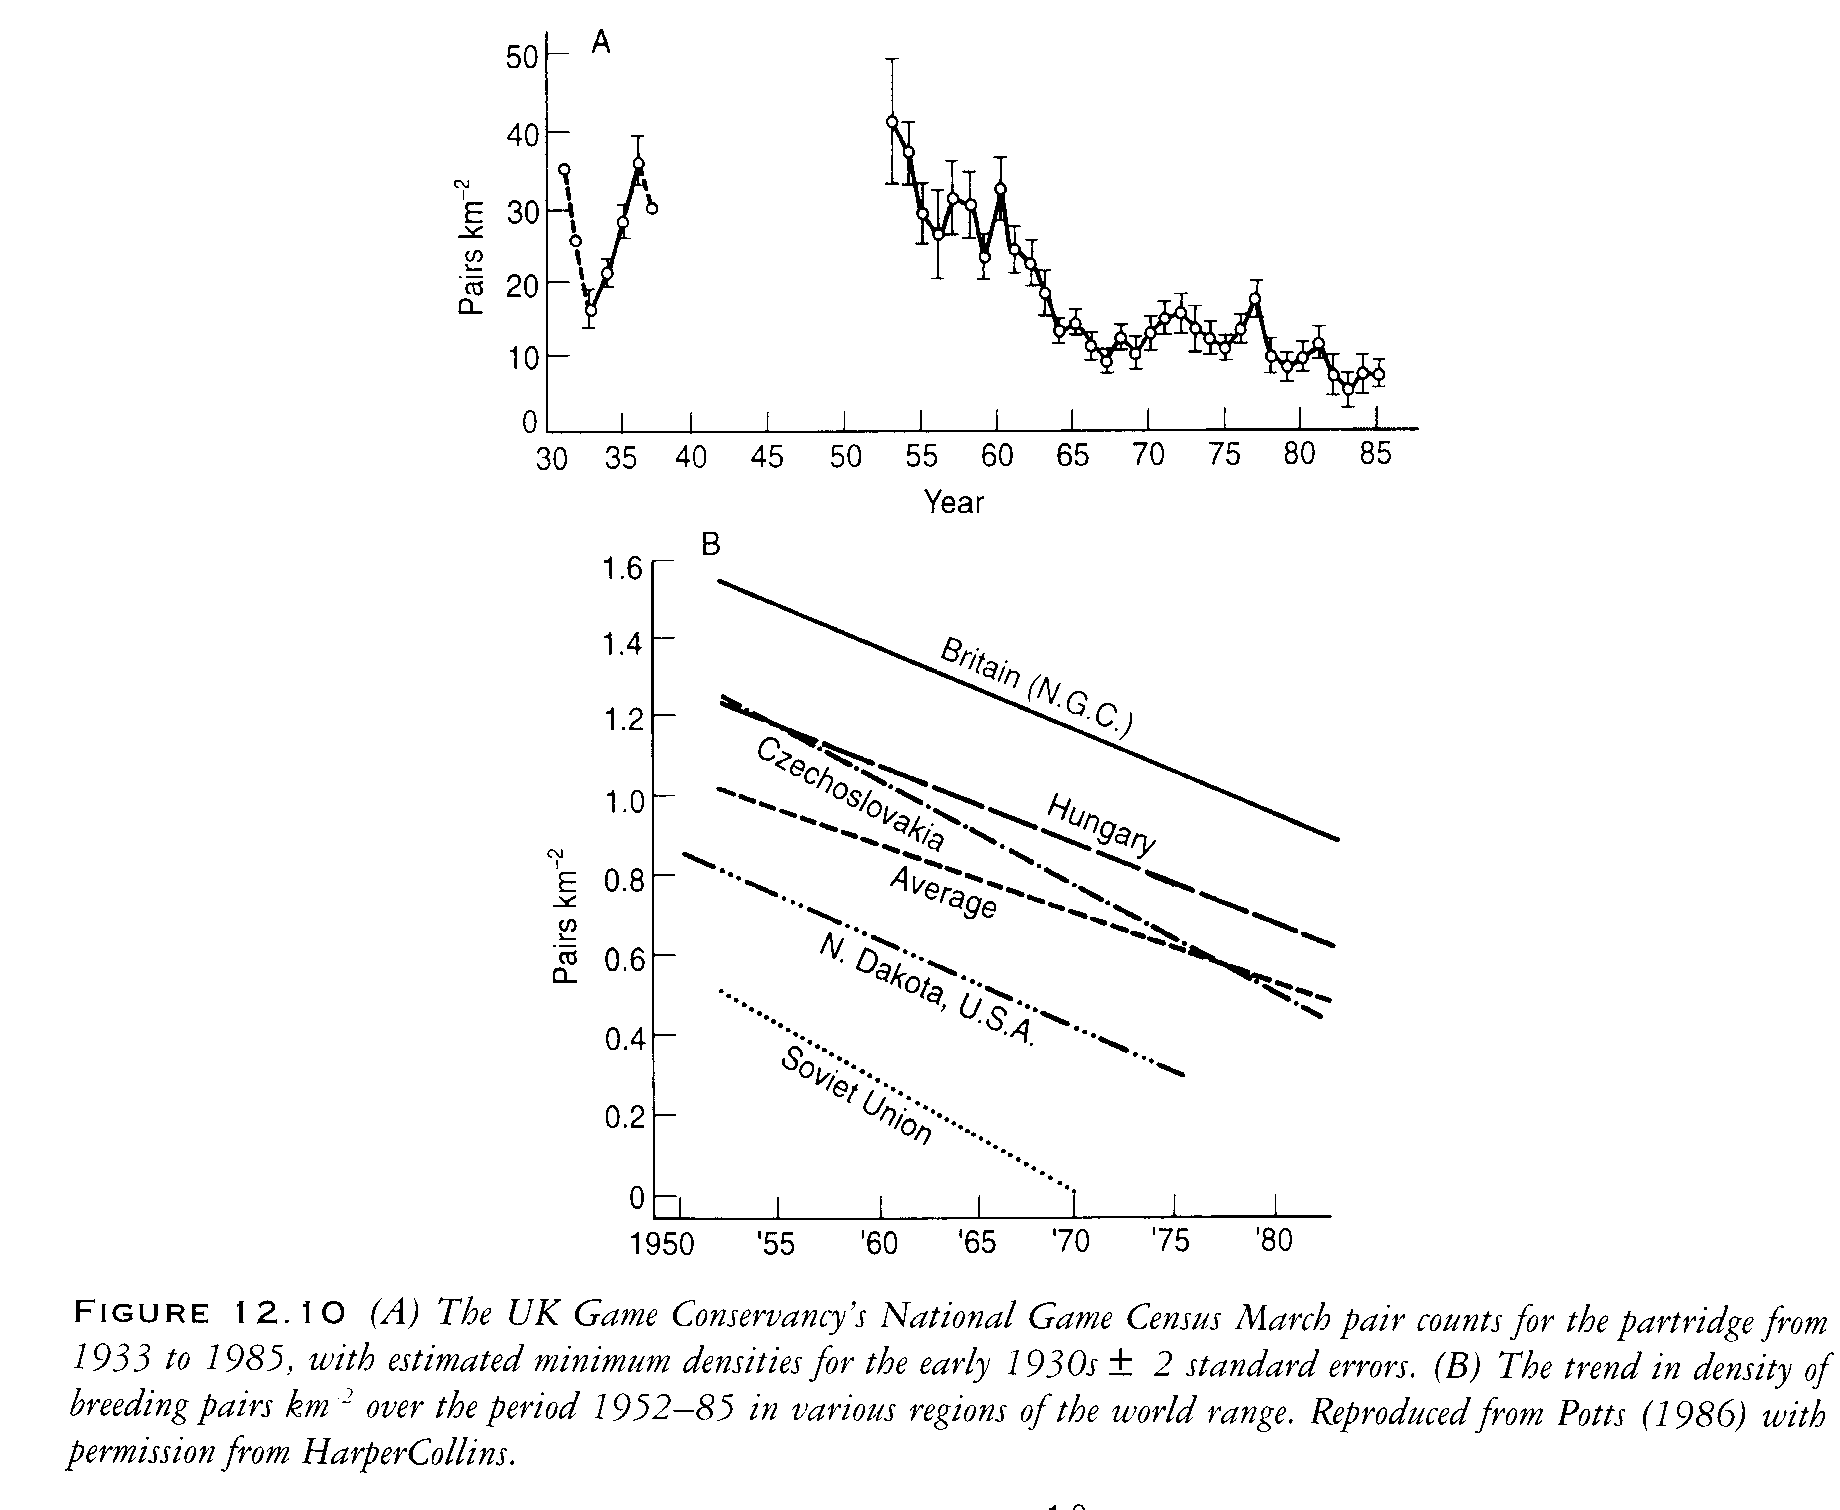 A
50
40
30
20
10
0
Pairs km⁻²
30 35 40 45 50 55 60 65 70 75 80 85
Year
B
1.6
1.4
1.2
1.0
0.8
0.6
0.4
0.2
0
Pairs km⁻²
Britain (N.G.C.)
Hungary
Czechoslovakia
Average
N. Dakota, U.S.A.
Soviet Union
1950 '55 '60 '65 '70 '75 '80
FIGURE 12.10 (A) The UK Game Conservancy's National Game Census March pair counts for the partridge from
1933 to 1985, with estimated minimum densities for the early 1930s ± 2 standard errors. (B) The trend in density of
breeding pairs km⁻² over the period 1952–85 in various regions of the world range. Reproduced from Potts (1986) with
permission from HarperCollins.